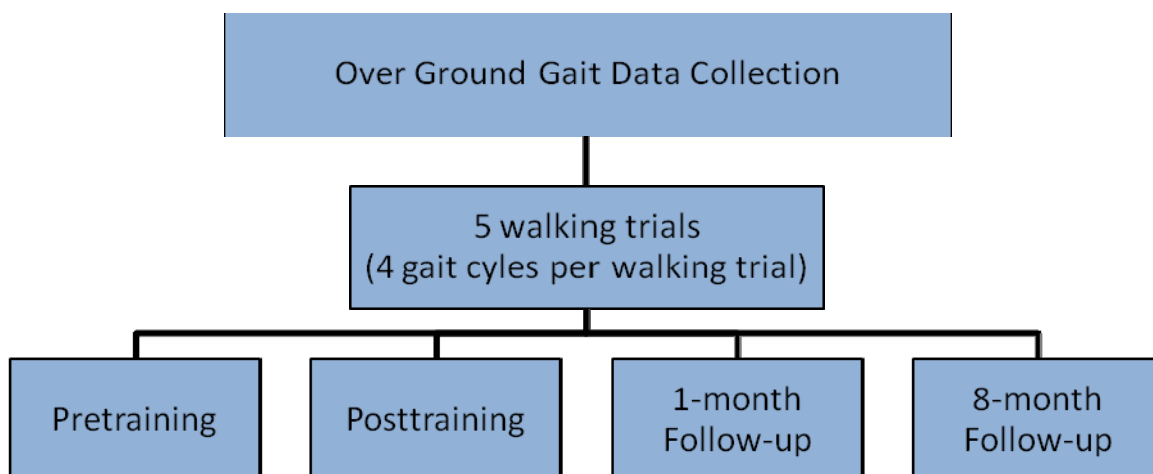 Over Ground Gait Data Collection
5 walking trials
(4 gait cyles per walking trial)
Pretraining
Posttraining
1-month
Follow-up
8-month
Follow-up